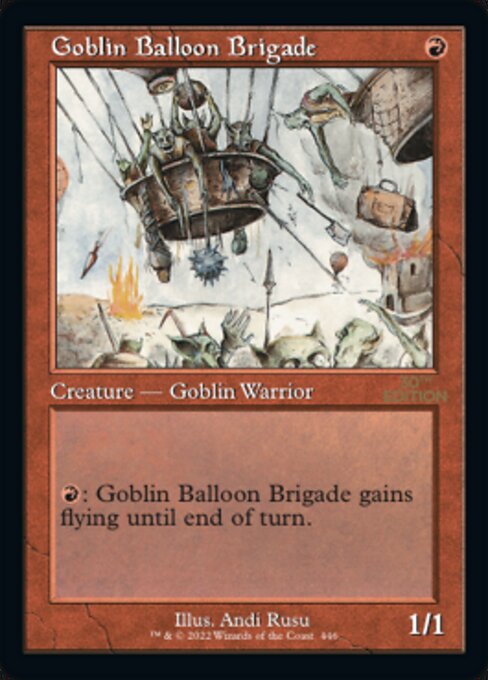 Goblin Balloon Brigade
Creature — Goblin Warrior
30TH
EDITION
: Goblin Balloon Brigade gains
flying until end of turn.
Illus. Andi Rusu
™ & © 2022 Wizards of the Coast 446
1/1